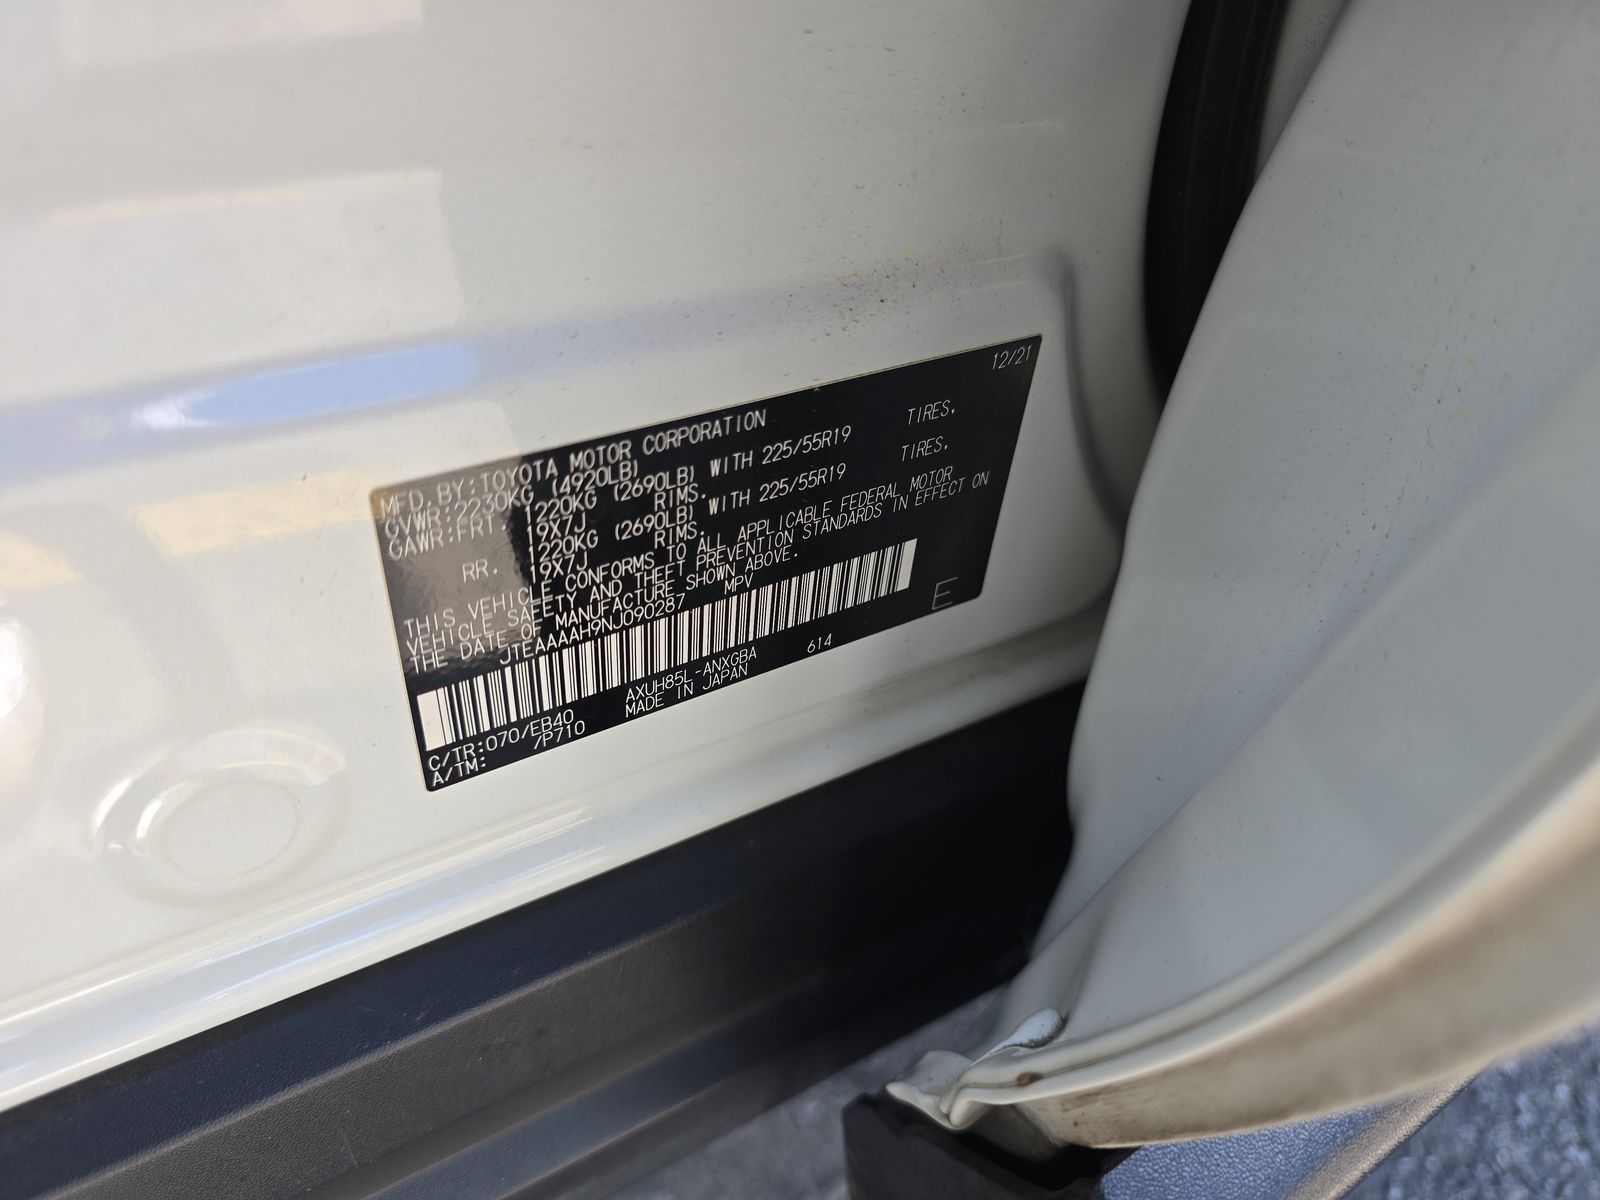 12/21
MFD.BY:TOYOTA MOTOR CORPORATION
GVWR:2230KG (4920LB)
GAWR:FRT. 1220KG (2690LB) WITH 225/55R19 TIRES,
19X7J RIMS.
RR. 1220KG (2690LB) WITH 225/55R19 TIRES,
19X7J RIMS.
THIS VEHICLE CONFORMS TO ALL APPLICABLE FEDERAL MOTOR
VEHICLE SAFETY AND THEFT PREVENTION STANDARDS IN EFFECT ON
THE DATE OF MANUFACTURE SHOWN ABOVE.
JTEAAAAH9NJ090287 MPV
E
C/TR:070/EB40 AXUH85L-ANXGBA 614
A/TM: /P710 MADE IN JAPAN